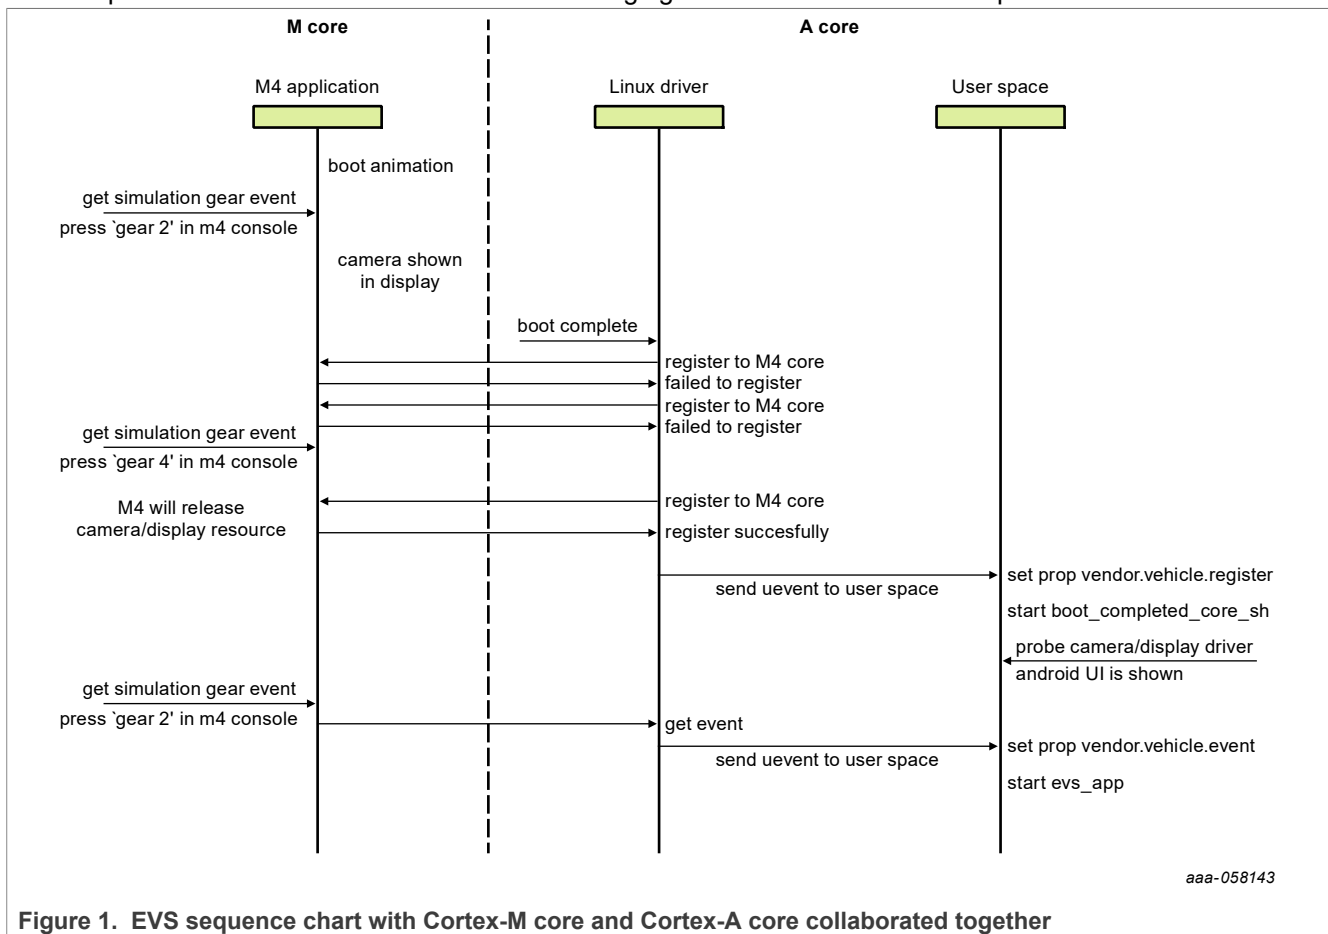 M core
A core
M4 application
Linux driver
User space
boot animation
get simulation gear event
press `gear 2' in m4 console
camera shown
in display
boot complete
register to M4 core
failed to register
register to M4 core
failed to register
get simulation gear event
press `gear 4' in m4 console
M4 will release
camera/display resource
register to M4 core
register succesfully
send uevent to user space
set prop vendor.vehicle.register
start boot_completed_core_sh
probe camera/display driver
android UI is shown
get simulation gear event
press `gear 2' in m4 console
get event
send uevent to user space
set prop vendor.vehicle.event
start evs_app
aaa-058143
Figure 1. EVS sequence chart with Cortex-M core and Cortex-A core collaborated together